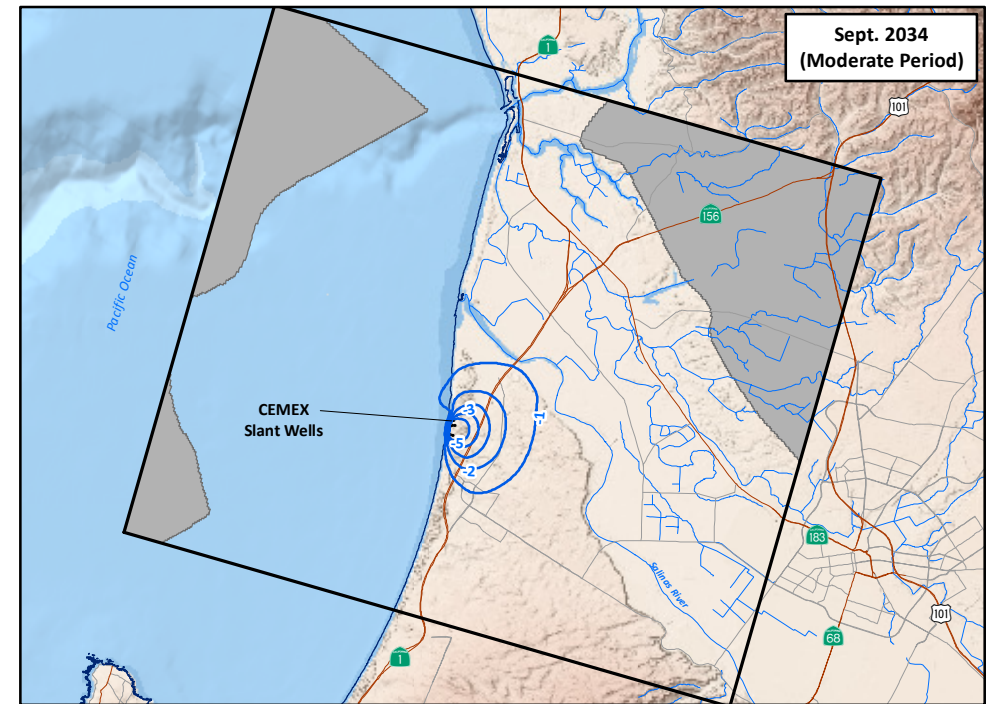 Sept. 2034
(Moderate Period)
1
101
156
Pacific Ocean
CEMEX
Slant Wells
-3
-1
-5
-2
183
Salinas River
101
68
1